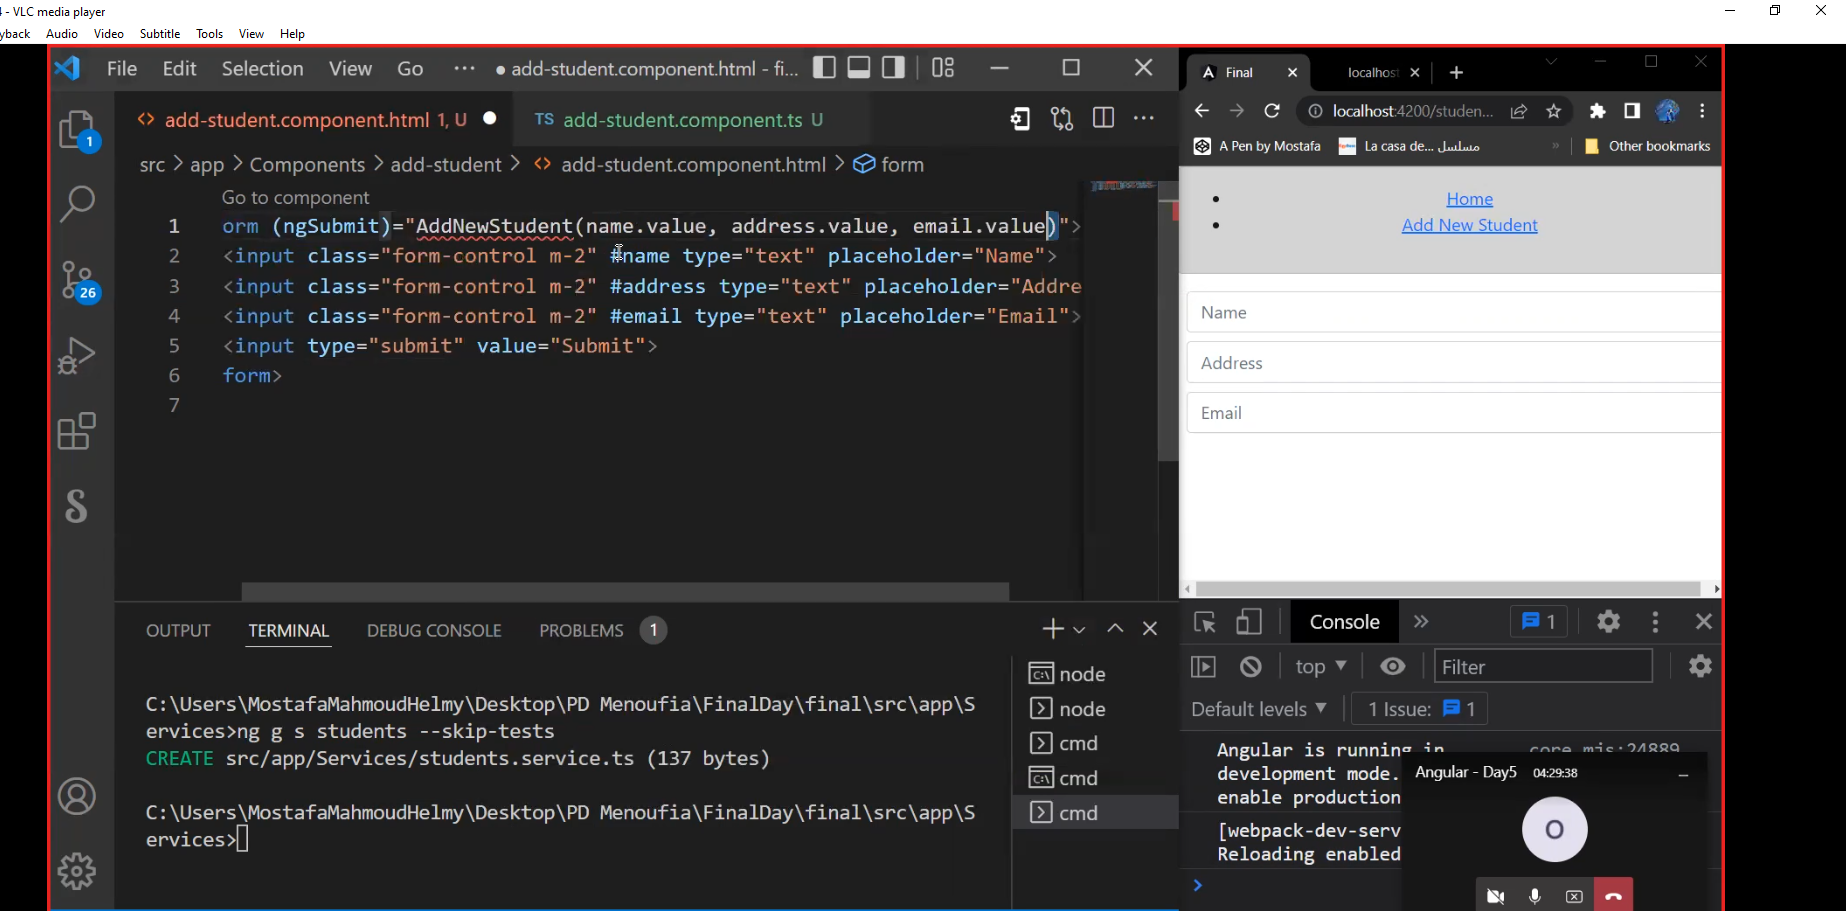 4 - VLC media player
yback Audio Video Subtitle Tools View Help
File Edit Selection View Go ··· ● add-student.component.html - fi...
add-student.component.html 1, U
TS add-student.component.ts U
src > app > Components > add-student > add-student.component.html > form
Go to component
1 orm (ngSubmit)="AddNewStudent(name.value, address.value, email.value)">
2 <input class="form-control m-2" #name type="text" placeholder="Name">
3 <input class="form-control m-2" #address type="text" placeholder="Addre
4 <input class="form-control m-2" #email type="text" placeholder="Email">
5 <input type="submit" value="Submit">
6 form>
7
1
26
OUTPUT TERMINAL DEBUG CONSOLE PROBLEMS 1
C:\Users\MostafaMahmoudHelmy\Desktop\PD Menoufia\FinalDay\final\src\app\S
ervices>ng g s students --skip-tests
CREATE src/app/Services/students.service.ts (137 bytes)
C:\Users\MostafaMahmoudHelmy\Desktop\PD Menoufia\FinalDay\final\src\app\S
ervices>
node
node
cmd
cmd
cmd
Final
localhost
localhost:4200/studen...
A Pen by Mostafa
مسلسل La casa de...
» Other bookmarks
Home
Add New Student
Name
Address
Email
Console » 1
top Filter
Default levels 1 Issue: 1
Angular is running in core.mjs:24889
development mode.
enable production
[webpack-dev-serv
Reloading enabled
Angular - Day5 04:29:38
O